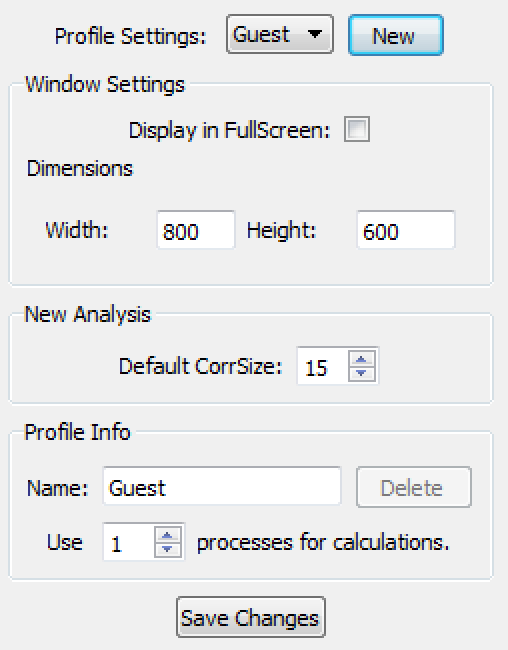 Profile Settings: Guest New
Window Settings
Display in FullScreen:
Dimensions
Width: 800 Height: 600
New Analysis
Default CorrSize: 15
Profile Info
Name: Guest Delete
Use 1 processes for calculations.
Save Changes